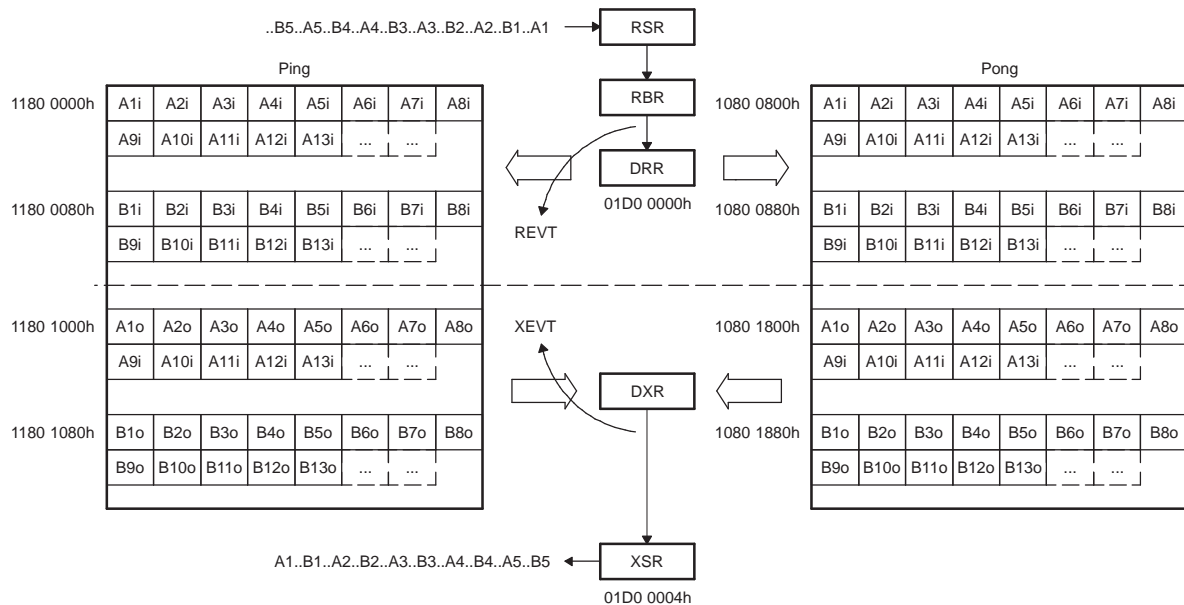 ..B5..A5..B4..A4..B3..A3..B2..A2..B1..A1 RSR
Ping Pong
1180 0000h A1i A2i A3i A4i A5i A6i A7i A8i RBR 1080 0800h A1i A2i A3i A4i A5i A6i A7i A8i
A9i A10i A11i A12i A13i ... ... A9i A10i A11i A12i A13i ... ...
DRR
01D0 0000h
1180 0080h B1i B2i B3i B4i B5i B6i B7i B8i 1080 0880h B1i B2i B3i B4i B5i B6i B7i B8i
REVT
B9i B10i B11i B12i B13i ... ... B9i B10i B11i B12i B13i ... ...
1180 1000h A1o A2o A3o A4o A5o A6o A7o A8o XEVT 1080 1800h A1o A2o A3o A4o A5o A6o A7o A8o
A9i A10i A11i A12i A13i ... ... A9i A10i A11i A12i A13i ... ...
DXR
1180 1080h B1o B2o B3o B4o B5o B6o B7o B8o 1080 1880h B1o B2o B3o B4o B5o B6o B7o B8o
B9o B10o B11o B12o B13o ... ... B9o B10o B11o B12o B13o ... ...
A1..B1..A2..B2..A3..B3..A4..B4..A5..B5 XSR
01D0 0004h